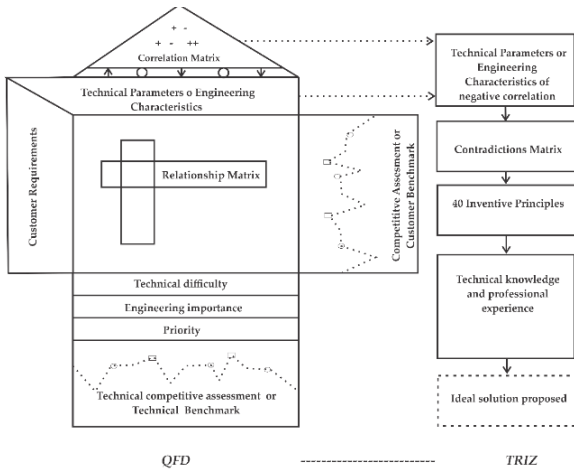 + -
+ - ++
Correlation Matrix
Technical Parameters o Engineering
Characteristics
Customer Requirements
Relationship Matrix
Competitive Assesment or
Customer Benchmark
Technical difficulty
Engineering importance
Priority
Technical competitive assessment or
Technical Benchmark
QFD
Technical Parameters or
Engineering
Characteristics of
negative correlation
Contradictions Matrix
40 Inventive Principles
Technical knowledge
and professional
experience
Ideal solution proposed
TRIZ